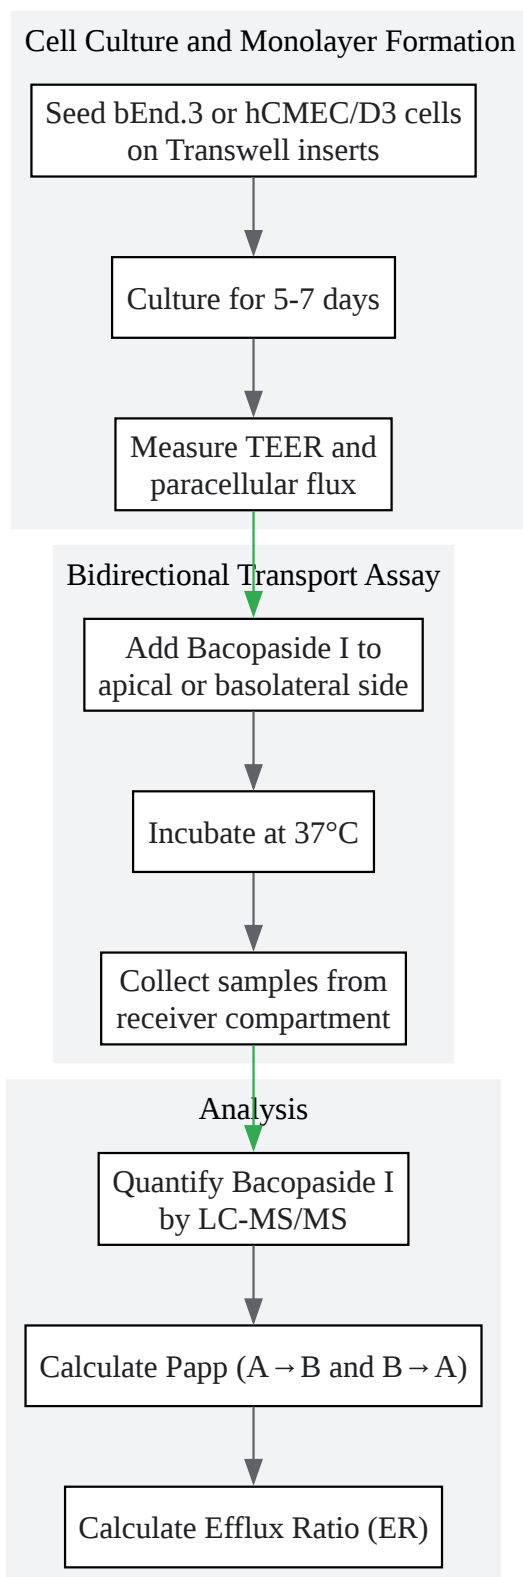 Cell Culture and Monolayer Formation
Seed bEnd.3 or hCMEC/D3 cells
on Transwell inserts
Culture for 5-7 days
Measure TEER and
paracellular flux
Bidirectional Transport Assay
Add Bacopaside I to
apical or basolateral side
Incubate at 37°C
Collect samples from
receiver compartment
Analysis
Quantify Bacopaside I
by LC-MS/MS
Calculate Papp (A→B and B→A)
Calculate Efflux Ratio (ER)